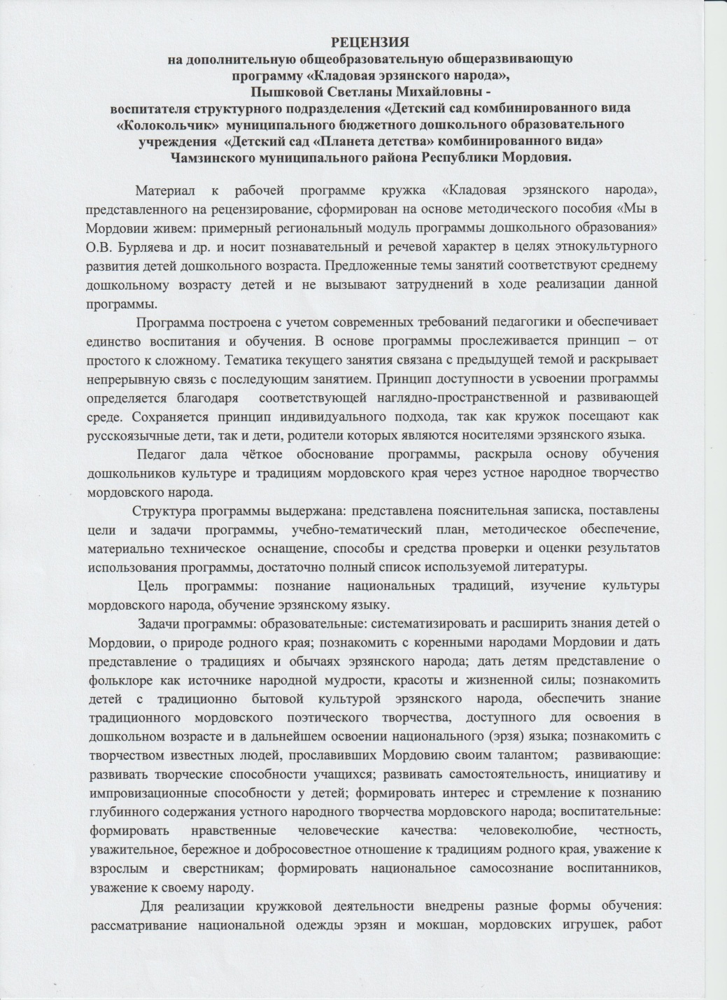 РЕЦЕНЗИЯ
на дополнительную общеобразовательную общеразвивающую
программу «Кладовая эрзянского народа»,
Пышковой Светланы Михайловны -
воспитателя структурного подразделения «Детский сад комбинированного вида
«Колокольчик» муниципального бюджетного дошкольного образовательного
учреждения «Детский сад «Планета детства» комбинированного вида»
Чамзинского муниципального района Республики Мордовия.
Материал к рабочей программе кружка «Кладовая эрзянского народа»,
представленного на рецензирование, сформирован на основе методического пособия «Мы в
Мордовии живем: примерный региональный модуль программы дошкольного образования»
О.В. Бурляева и др. и носит познавательный и речевой характер в целях этнокультурного
развития детей дошкольного возраста. Предложенные темы занятий соответствуют среднему
дошкольному возрасту детей и не вызывают затруднений в ходе реализации данной
программы.
Программа построена с учетом современных требований педагогики и обеспечивает
единство воспитания и обучения. В основе программы прослеживается принцип – от
простого к сложному. Тематика текущего занятия связана с предыдущей темой и раскрывает
непрерывную связь с последующим занятием. Принцип доступности в усвоении программы
определяется благодаря соответствующей наглядно-пространственной и развивающей
среде. Сохраняется принцип индивидуального подхода, так как кружок посещают как
русскоязычные дети, так и дети, родители которых являются носителями эрзянского языка.
Педагог дала чёткое обоснование программы, раскрыла основу обучения
дошкольников культуре и традициям мордовского края через устное народное творчество
мордовского народа.
Структура программы выдержана: представлена пояснительная записка, поставлены
цели и задачи программы, учебно-тематический план, методическое обеспечение,
материально техническое оснащение, способы и средства проверки и оценки результатов
использования программы, достаточно полный список используемой литературы.
Цель программы: познание национальных традиций, изучение культуры
мордовского народа, обучение эрзянскому языку.
Задачи программы: образовательные: систематизировать и расширить знания детей о
Мордовии, о природе родного края; познакомить с коренными народами Мордовии и дать
представление о традициях и обычаях эрзянского народа; дать детям представление о
фольклоре как источнике народной мудрости, красоты и жизненной силы; познакомить
детей с традиционно бытовой культурой эрзянского народа, обеспечить знание
традиционного мордовского поэтического творчества, доступного для освоения в
дошкольном возрасте и в дальнейшем освоении национального (эрзя) языка; познакомить с
творчеством известных людей, прославивших Мордовию своим талантом; развивающие:
развивать творческие способности учащихся; развивать самостоятельность, инициативу и
импровизационные способности у детей; формировать интерес и стремление к познанию
глубинного содержания устного народного творчества мордовского народа; воспитательные:
формировать нравственные человеческие качества: человеколюбие, честность,
уважительное, бережное и добросовестное отношение к традициям родного края, уважение к
взрослым и сверстникам; формировать национальное самосознание воспитанников,
уважение к своему народу.
Для реализации кружковой деятельности внедрены разные формы обучения:
рассматривание национальной одежды эрзян и мокшан, мордовских игрушек, работ